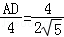 AD/4 = 4/2√5